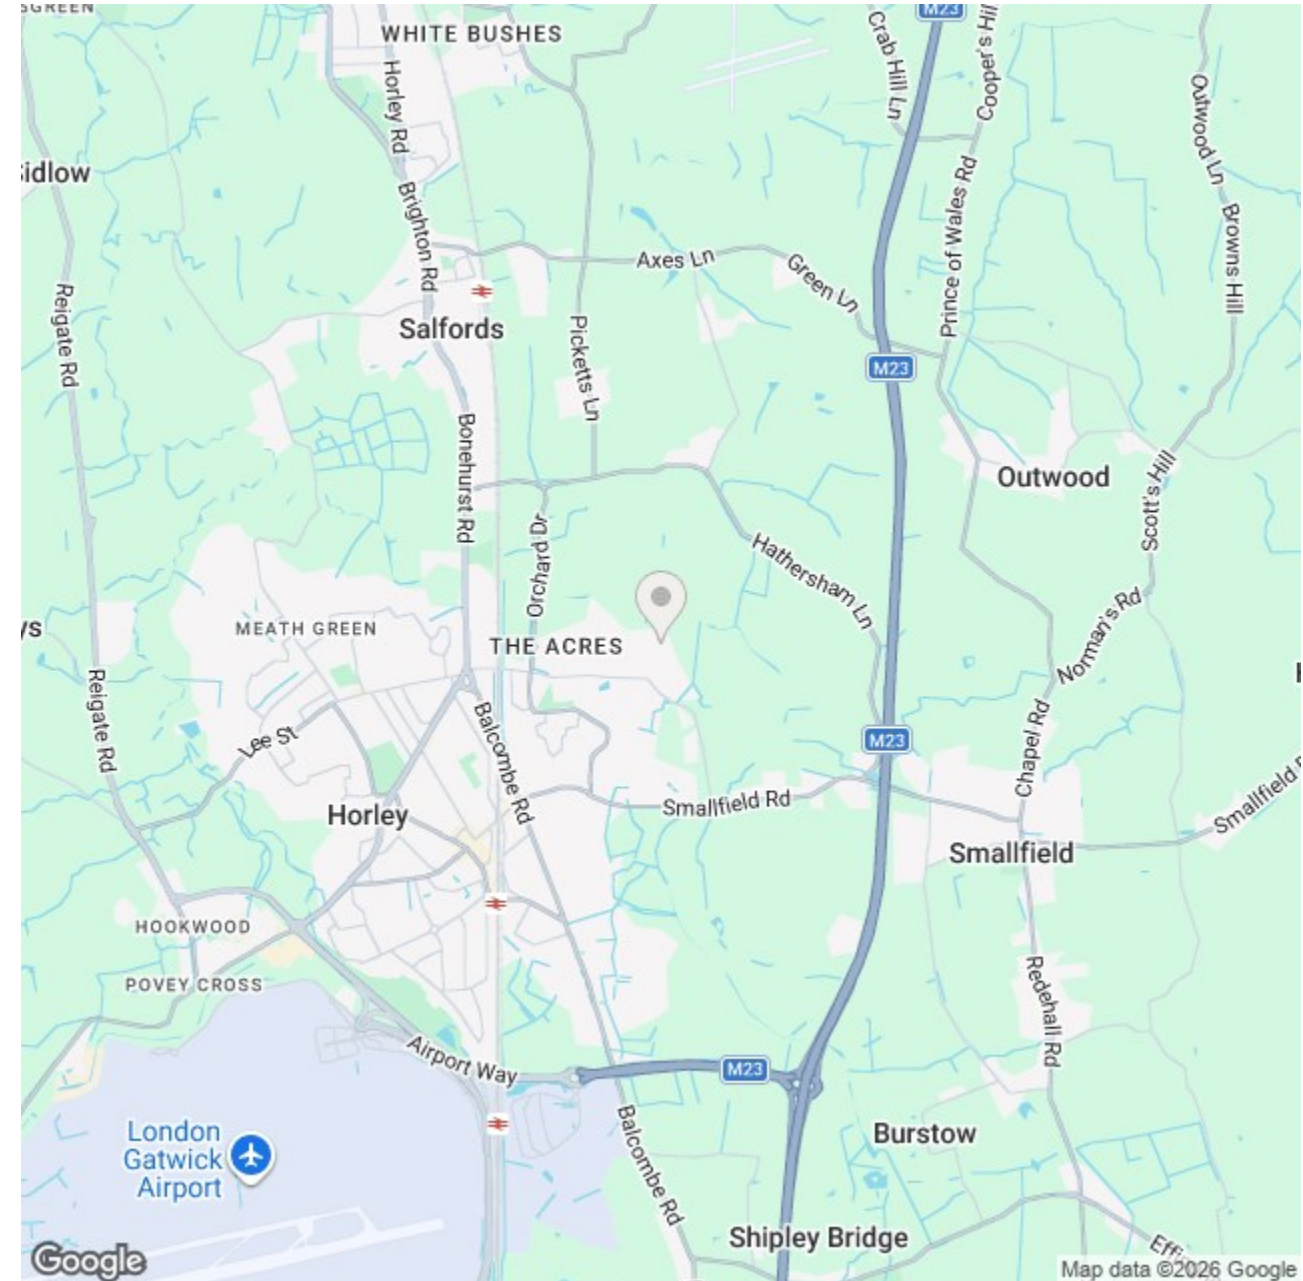 WHITE BUSHES
M23
Crab Hill Ln
Cooper's Hil
Horley Rd
Outwood Ln
Browns Hill
Prince of Wales Rd
Brighton Rd
Axes Ln
Green Ln
Reigate Rd
Salfords
Picketts Ln
M23
Bonehurst Rd
Outwood
Scott's Hill
Orchard Dr
Hathersham Ln
MEATH GREEN
THE ACRES
Norman's Rd
Reigate Rd
Lee St
Balcombe Rd
M23
Chapel Rd
Horley
Smallfield Rd
Smallfield
Smallfield
HOOKWOOD
POVEY CROSS
Redehall Rd
Airport Way
M23
London
Gatwick
Airport
Balcombe Rd
Burstow
Shipley Bridge
Google
Map data ©2026 Google